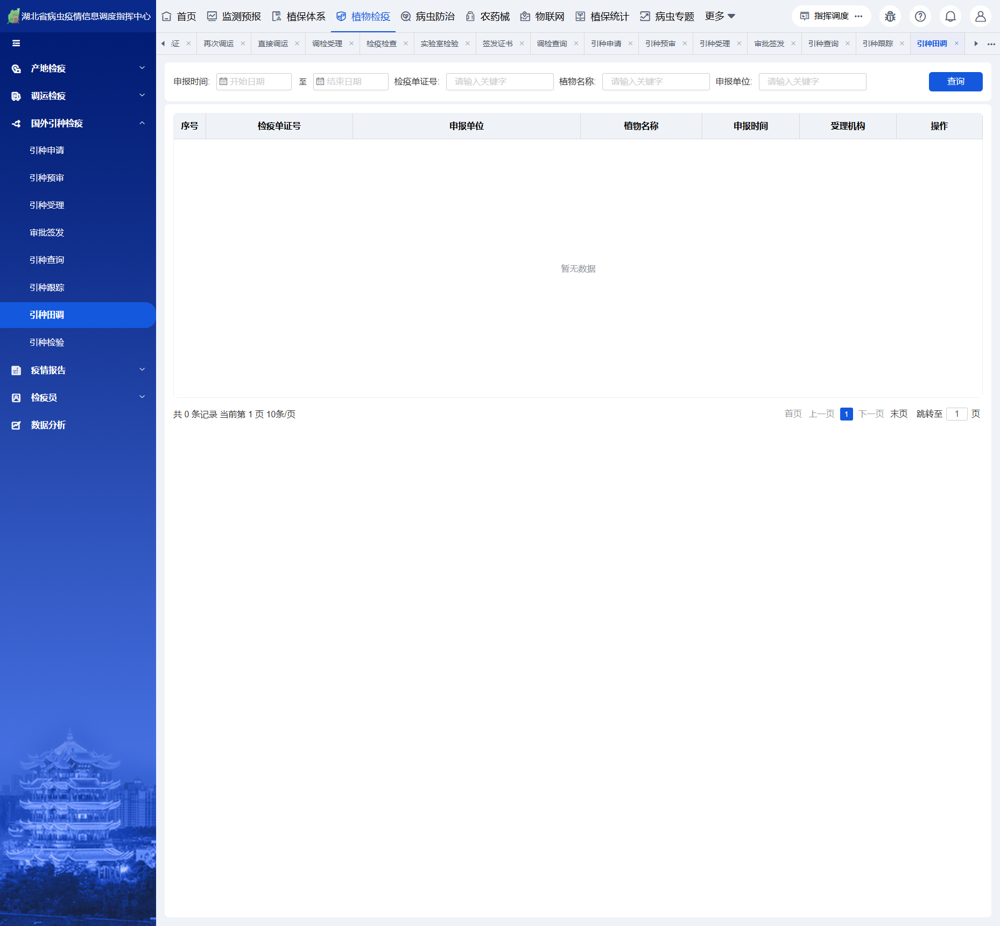 湖北省病虫疫情信息调度指挥中心
首页 监测预报 植保体系 植物检疫 病虫防治 农药械 物联网 植保统计 病虫专题 更多 指挥调度
证 再次调运 直接调运 调检受理 检疫检查 实验室检验 签发证书 调检查询 引种申请 引种预审 引种受理 审批签发 引种查询 引种跟踪 引种田调
产地检疫
调运检疫
国外引种检疫
引种申请
引种预审
引种受理
审批签发
引种查询
引种跟踪
引种田调
引种检验
疫情报告
检疫员
数据分析
申报时间: 开始日期 至 结束日期 检疫单证号: 请输入关键字 植物名称: 请输入关键字 申报单位: 请输入关键字 查询
序号 检疫单证号 申报单位 植物名称 申报时间 受理机构 操作
暂无数据
共 0 条记录 当前第 1 页 10条/页 首页 上一页 1 下一页 末页 跳转至 1 页